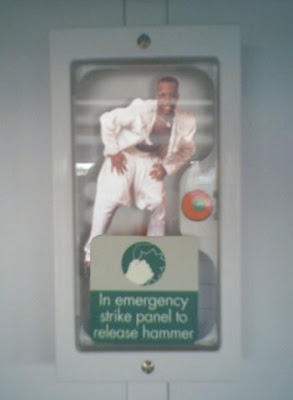 In emergency
strike panel to
release hammer